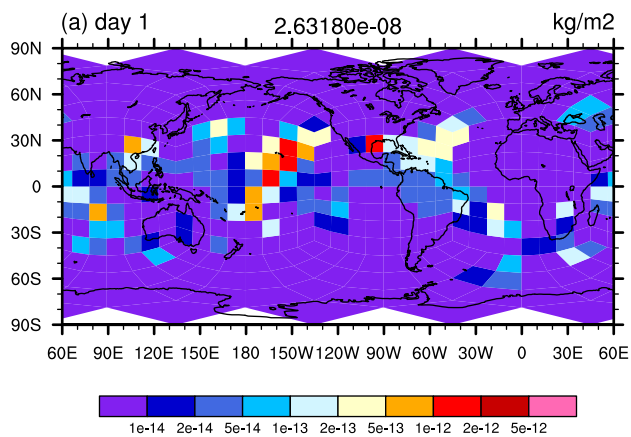 (a) day 1 2.63180e-08 kg/m2
90N
60N
30N
0
30S
60S
90S
60E 90E 120E 150E 180 150W 120W 90W 60W 30W 0 30E 60E
1e-14 2e-14 5e-14 1e-13 2e-13 5e-13 1e-12 2e-12 5e-12